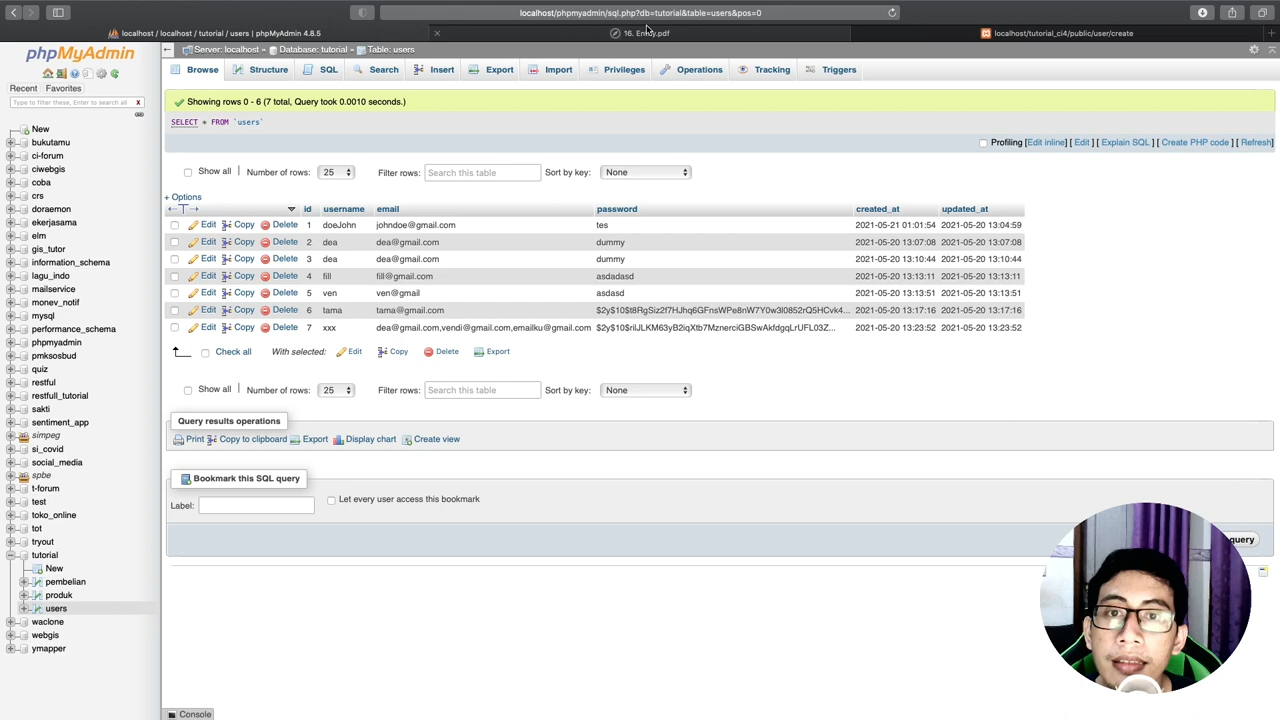 localhost/phpmyadmin/sql.php?db=tutorial&table=users&pos=0
localhost / localhost / tutorial / users | phpMyAdmin 4.8.5
localhost/tutorial_ci4/public/user/create
phpMyAdmin
Recent Favorites
Type to filter these, Enter to search all X
New
bukutamu
ci-forum
ciwebgis
coba
crs
doraemon
ekerjasama
elm
gis_tutor
information_schema
lagu_indo
mailservice
monev_notif
mysql
performance_schema
phpmyadmin
pmksosbud
quiz
restful
restfull_tutorial
sakti
sentiment_app
simpeg
si_covid
social_media
spbe
t-forum
test
toko_online
tot
tryout
tutorial
New
pembelian
produk
users
waclone
webgis
ymapper
Server: localhost » Database: tutorial » Table: users
Browse Structure SQL Search Insert Export Import Privileges Operations Tracking Triggers
Showing rows 0 - 6 (7 total, Query took 0.0010 seconds.)
SELECT * FROM `users`
Profiling [Edit inline] [ Edit ] [ Explain SQL ] [ Create PHP code ] [ Refresh]
Show all | Number of rows: 25 Filter rows: Search this table Sort by key: None
+ Options
id username email password created_at updated_at
Edit Copy Delete 1 doeJohn johndoe@gmail.com tes 2021-05-21 01:01:54 2021-05-20 13:04:59
Edit Copy Delete 2 dea dea@gmail.com dummy 2021-05-20 13:07:08 2021-05-20 13:07:08
Edit Copy Delete 3 dea dea@gmail.com dummy 2021-05-20 13:10:44 2021-05-20 13:10:44
Edit Copy Delete 4 fill fill@gmail.com asdadasd 2021-05-20 13:13:11 2021-05-20 13:13:11
Edit Copy Delete 5 ven ven@gmail asdasd 2021-05-20 13:13:51 2021-05-20 13:13:51
Edit Copy Delete 6 tama tama@gmail.com 2021-05-20 13:17:16 2021-05-20 13:17:16
Edit Copy Delete 7 xxx dea@gmail.com,vendi@gmail.com,emailku@gmail.com 2021-05-20 13:23:52 2021-05-20 13:23:52
Check all With selected: Edit Copy Delete Export
Show all | Number of rows: 25 Filter rows: Search this table Sort by key: None
Query results operations
Print Copy to clipboard Export Display chart Create view
Bookmark this SQL query
Label: Let every user access this bookmark
query
Console